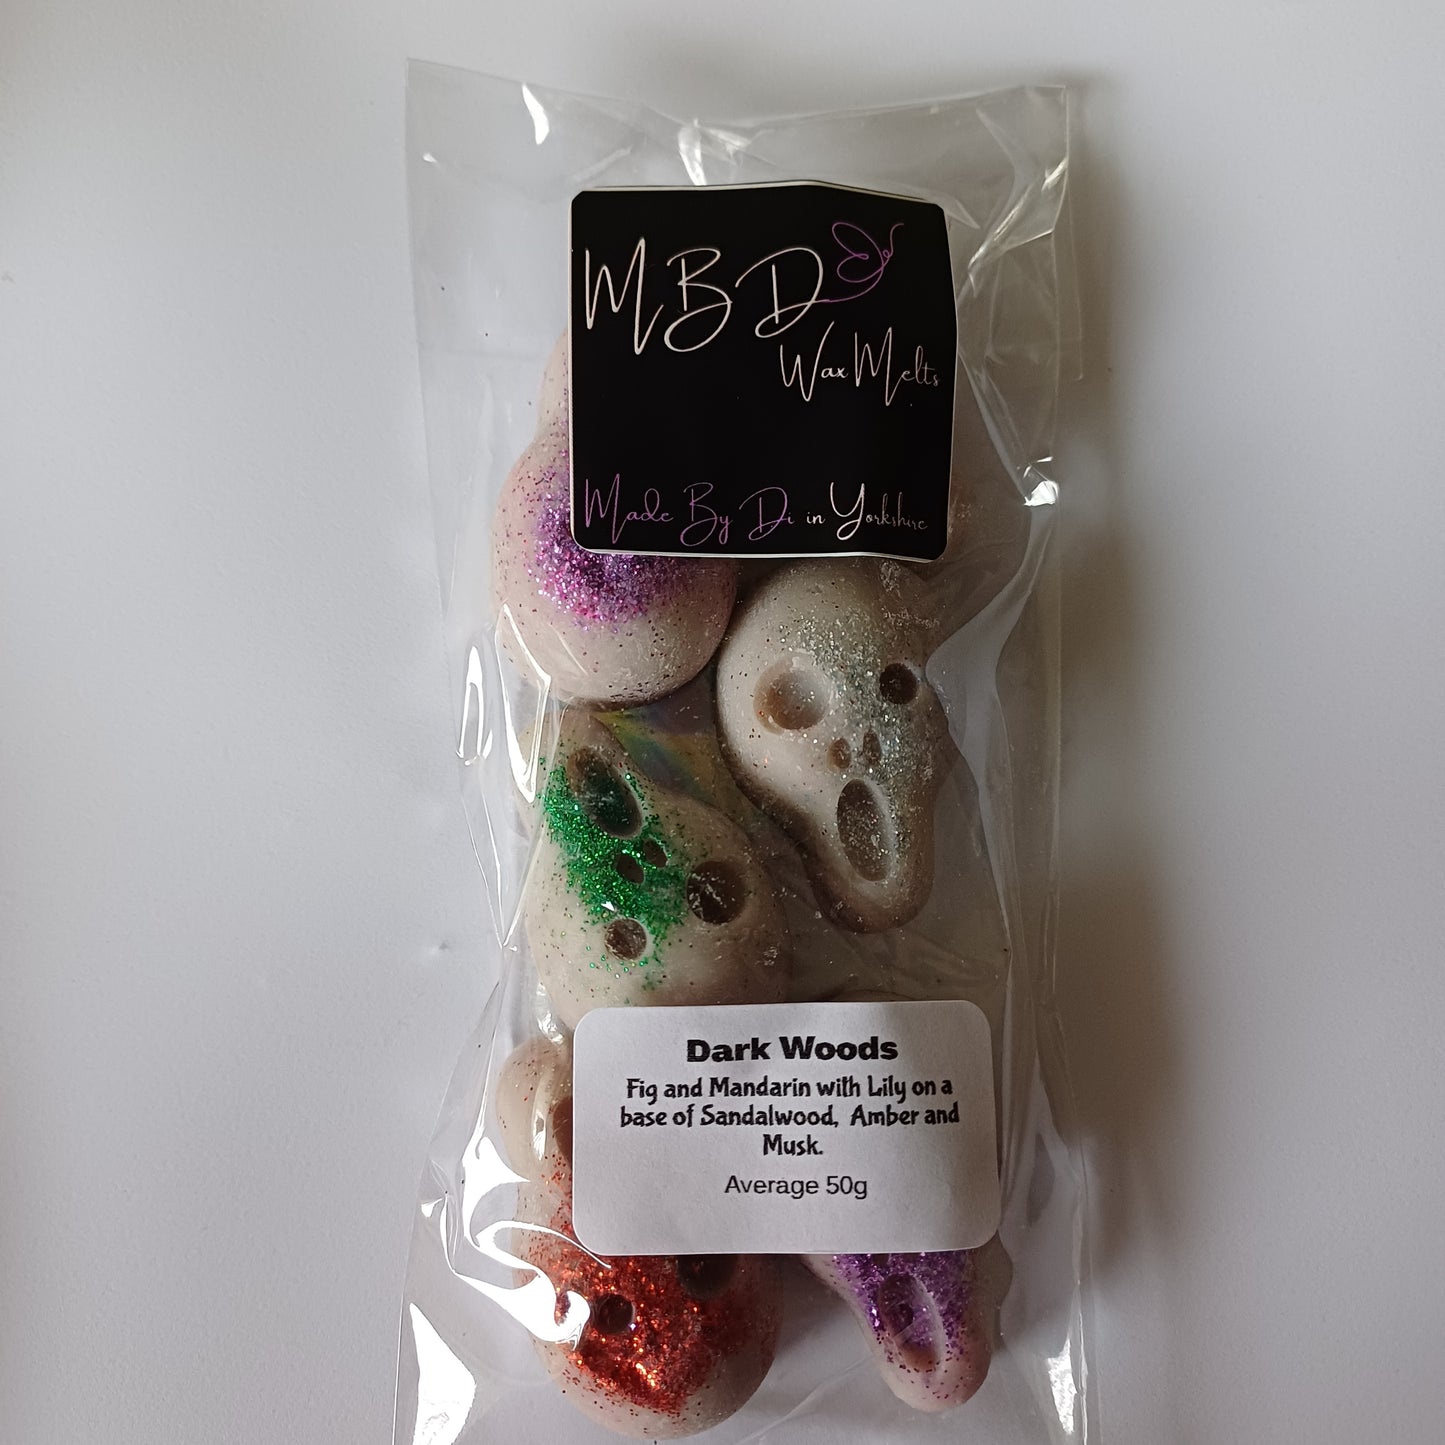 MBD
Wax Melts
Made By Di in Yorkshire
Dark Woods
Fig and Mandarin with Lily on a
base of Sandalwood, Amber and
Musk.
Average 50g